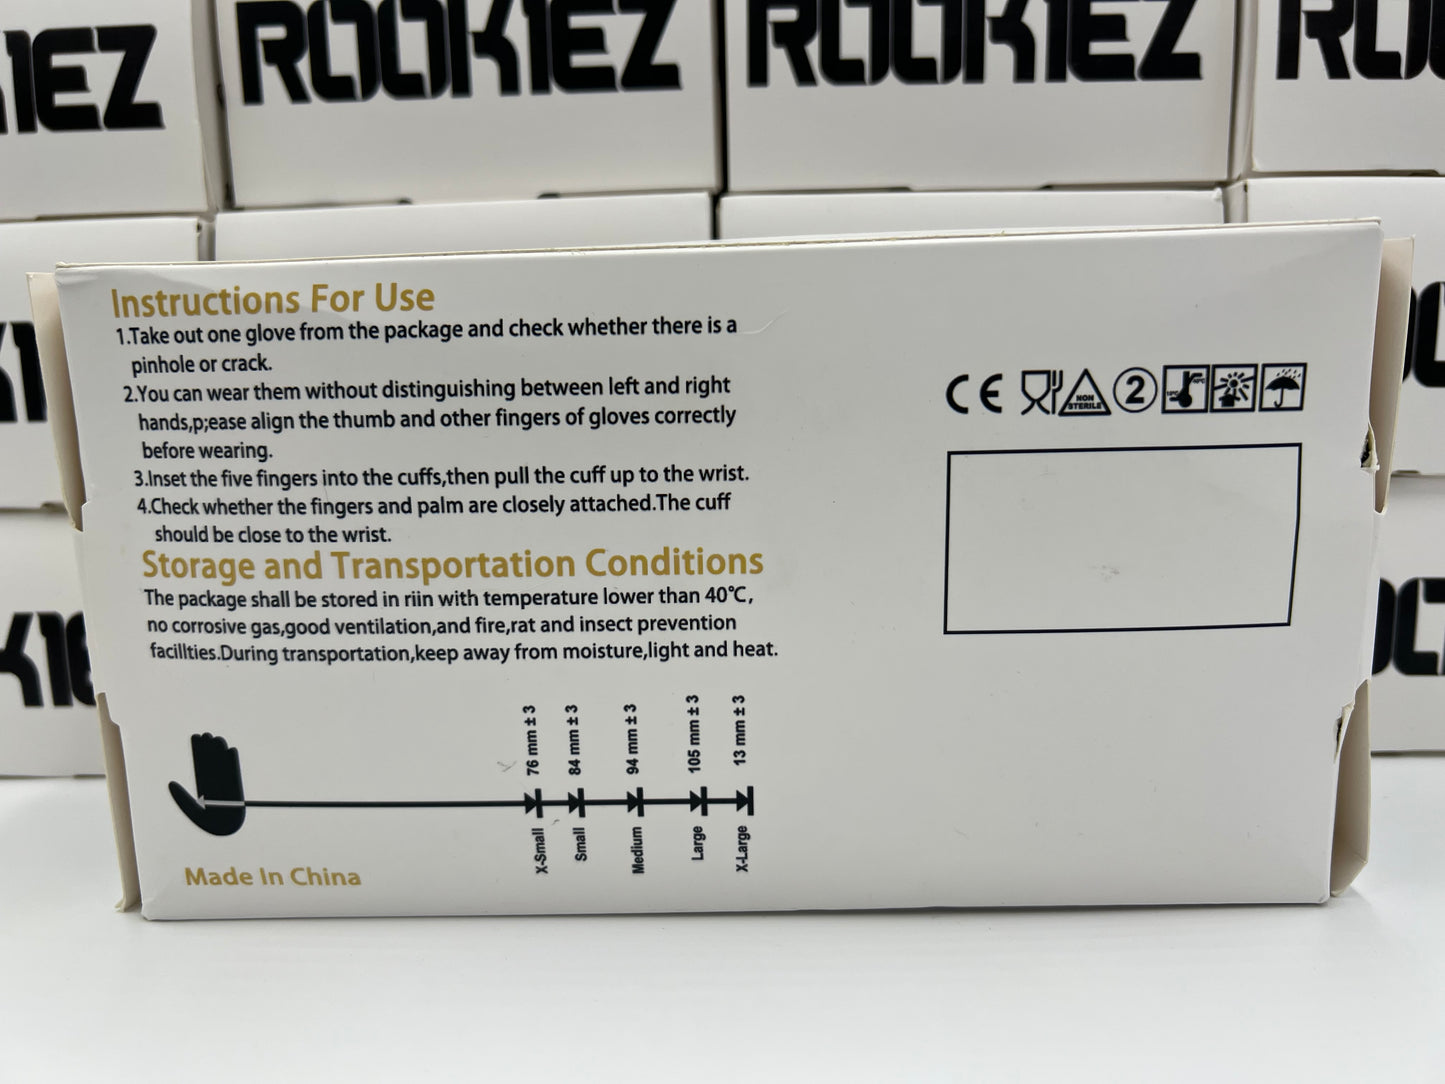 ROOKIEZ
ROOKIEZ
Instructions For Use
1.Take out one glove from the package and check whether there is a
pinhole or crack.
2.You can wear them without distinguishing between left and right
hands,p;ease align the thumb and other fingers of gloves correctly
before wearing.
3.Inset the five fingers into the cuffs,then pull the cuff up to the wrist.
4.Check whether the fingers and palm are closely attached.The cuff
should be close to the wrist.
Storage and Transportation Conditions
The package shall be stored in riin with temperature lower than 40℃,
no corrosive gas,good ventilation,and fire,rat and insect prevention
facillties.During transportation,keep away from moisture,light and heat.
CE
NON
STERILE
2
76 mm ± 3
84 mm ± 3
94 mm ± 3
105 mm ± 3
13 mm ± 3
X-Small
Small
Medium
Large
X-Large
Made In China